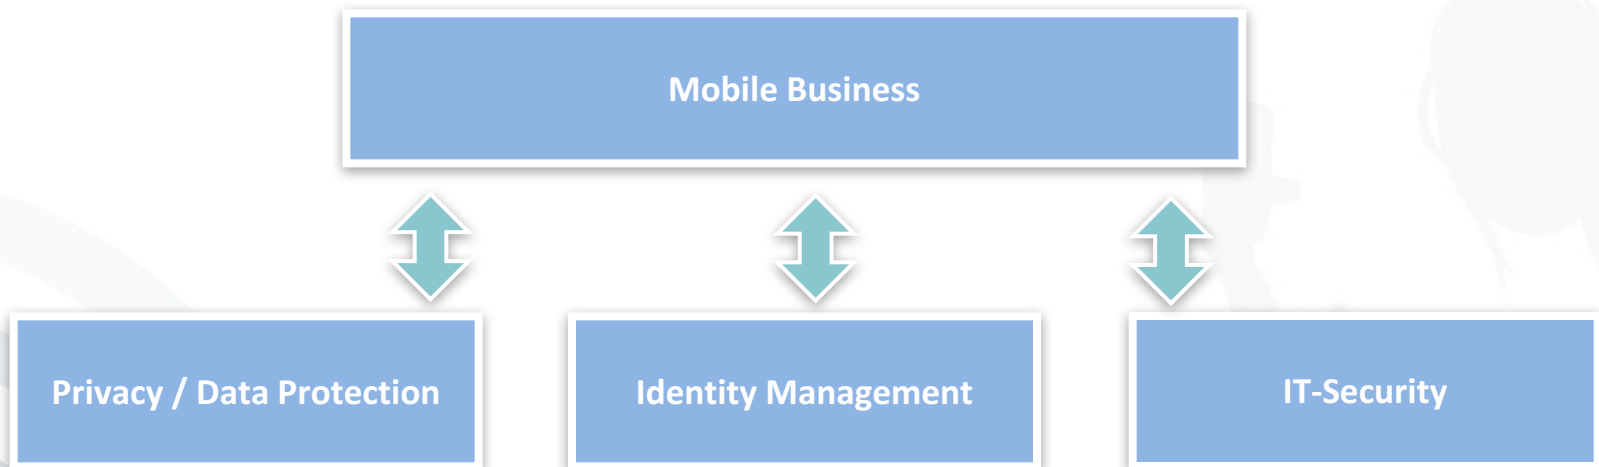 Mobile Business
Privacy / Data Protection
Identity Management
IT-Security